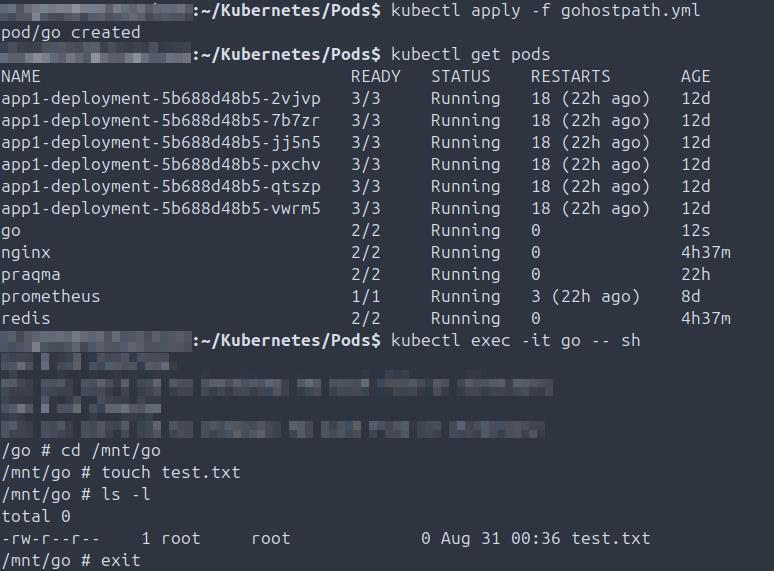 :~/Kubernetes/Pods$ kubectl apply -f gohostpath.yml
pod/go created
:~/Kubernetes/Pods$ kubectl get pods
NAME READY STATUS RESTARTS AGE
app1-deployment-5b688d48b5-2vjvp 3/3 Running 18 (22h ago) 12d
app1-deployment-5b688d48b5-7b7zr 3/3 Running 18 (22h ago) 12d
app1-deployment-5b688d48b5-jj5n5 3/3 Running 18 (22h ago) 12d
app1-deployment-5b688d48b5-pxchv 3/3 Running 18 (22h ago) 12d
app1-deployment-5b688d48b5-qtszp 3/3 Running 18 (22h ago) 12d
app1-deployment-5b688d48b5-vwrm5 3/3 Running 18 (22h ago) 12d
go 2/2 Running 0 12s
nginx 2/2 Running 0 4h37m
praqma 2/2 Running 0 22h
prometheus 1/1 Running 3 (22h ago) 8d
redis 2/2 Running 0 4h37m
:~/Kubernetes/Pods$ kubectl exec -it go -- sh
/go # cd /mnt/go
/mnt/go # touch test.txt
/mnt/go # ls -l
total 0
-rw-r--r-- 1 root root 0 Aug 31 00:36 test.txt
/mnt/go # exit